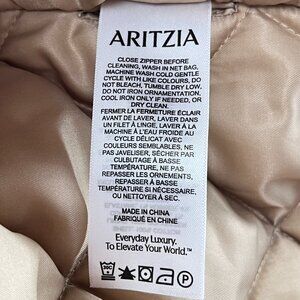 ARITZIA
CLOSE ZIPPER BEFORE
CLEANING, WASH IN NET BAG,
MACHINE WASH COLD GENTLE
CYCLE WITH LIKE COLOURS, DO
NOT BLEACH, TUMBLE DRY LOW,
DO NOT IRON ORNAMENTATION,
COOL IRON ONLY IF NEEDED, OR
DRY CLEAN.
FERMER LA FERMETURE ÉCLAIR
AVANT DE LAVER, LAVER DANS
UN FILET À LINGE, LAVER À LA
MACHINE À L'EAU FROIDE AU
CYCLE DÉLICAT AVEC
COULEURS SEMBLABLES, NE
PAS JAVELISER, SÉCHER PAR
CULBUTAGE À BASSE
TEMPÉRATURE, NE PAS
REPASSER LES ORNEMENTS,
REPASSER À BASSE
TEMPÉRATURE SI NÉCESSAIRE,
OU NETTOYER À SEC.
MADE IN CHINA
FABRIQUÉ EN CHINE
Everyday Luxury.
To Elevate Your World.™